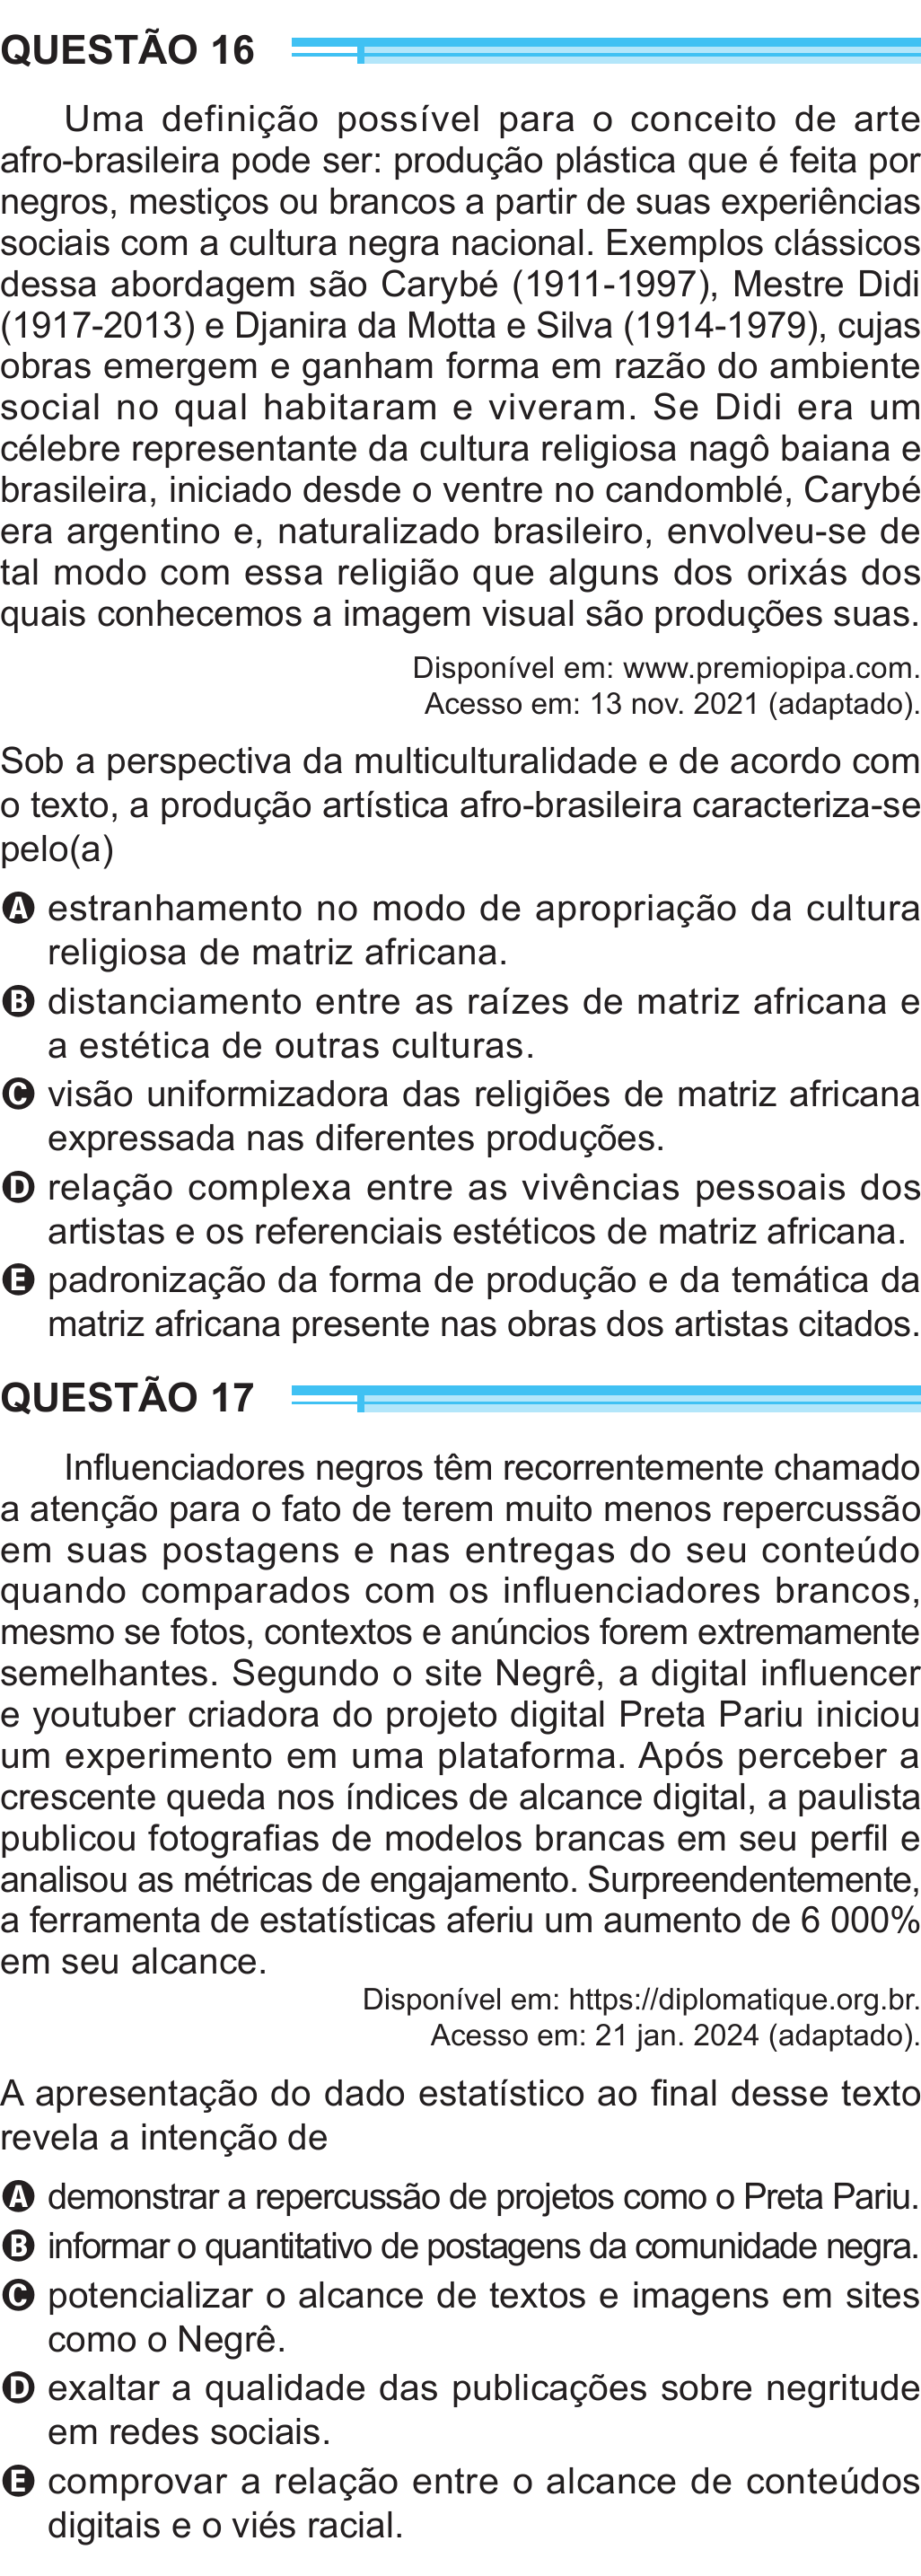 QUESTÃO 16
Uma definição possível para o conceito de arte
afro-brasileira pode ser: produção plástica que é feita por
negros, mestiços ou brancos a partir de suas experiências
sociais com a cultura negra nacional. Exemplos clássicos
dessa abordagem são Carybé (1911-1997), Mestre Didi
(1917-2013) e Djanira da Motta e Silva (1914-1979), cujas
obras emergem e ganham forma em razão do ambiente
social no qual habitaram e viveram. Se Didi era um
célebre representante da cultura religiosa nagô baiana e
brasileira, iniciado desde o ventre no candomblé, Carybé
era argentino e, naturalizado brasileiro, envolveu-se de
tal modo com essa religião que alguns dos orixás dos
quais conhecemos a imagem visual são produções suas.
Disponível em: www.premiopipa.com.
Acesso em: 13 nov. 2021 (adaptado).
Sob a perspectiva da multiculturalidade e de acordo com
o texto, a produção artística afro-brasileira caracteriza-se
pelo(a)
A estranhamento no modo de apropriação da cultura
religiosa de matriz africana.
B distanciamento entre as raízes de matriz africana e
a estética de outras culturas.
C visão uniformizadora das religiões de matriz africana
expressada nas diferentes produções.
D relação complexa entre as vivências pessoais dos
artistas e os referenciais estéticos de matriz africana.
E padronização da forma de produção e da temática da
matriz africana presente nas obras dos artistas citados.
QUESTÃO 17
Influenciadores negros têm recorrentemente chamado
a atenção para o fato de terem muito menos repercussão
em suas postagens e nas entregas do seu conteúdo
quando comparados com os influenciadores brancos,
mesmo se fotos, contextos e anúncios forem extremamente
semelhantes. Segundo o site Negrê, a digital influencer
e youtuber criadora do projeto digital Preta Pariu iniciou
um experimento em uma plataforma. Após perceber a
crescente queda nos índices de alcance digital, a paulista
publicou fotografias de modelos brancas em seu perfil e
analisou as métricas de engajamento. Surpreendentemente,
a ferramenta de estatísticas aferiu um aumento de 6 000%
em seu alcance.
Disponível em: https://diplomatique.org.br.
Acesso em: 21 jan. 2024 (adaptado).
A apresentação do dado estatístico ao final desse texto
revela a intenção de
A demonstrar a repercussão de projetos como o Preta Pariu.
B informar o quantitativo de postagens da comunidade negra.
C potencializar o alcance de textos e imagens em sites
como o Negrê.
D exaltar a qualidade das publicações sobre negritude
em redes sociais.
E comprovar a relação entre o alcance de conteúdos
digitais e o viés racial.